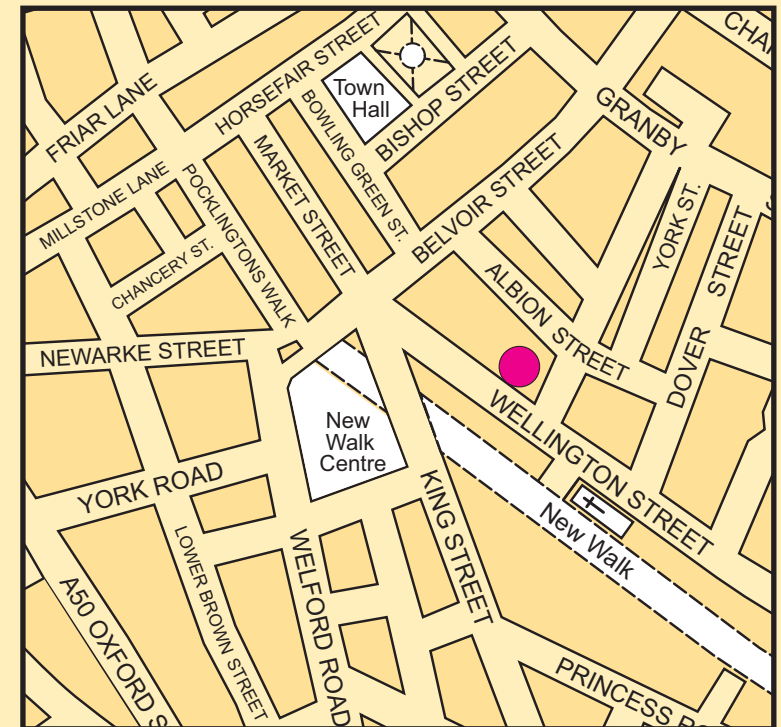 CHA
FRIAR LANE
HORSEFAIR STREET
Town
Hall
BISHOP STREET
GRANBY
MILLSTONE LANE
POCKLINGTONS WALK
MARKET STREET
BOWLING GREEN ST.
BELVOIR STREET
YORK ST.
DOVER STREET
CHANCERY ST.
ALBION STREET
NEWARKE STREET
New
Walk
Centre
WELLINGTON STREET
YORK ROAD
KING STREET
New Walk
LOWER BROWN STREET
WELFORD ROAD
A50 OXFORD S
PRINCESS R